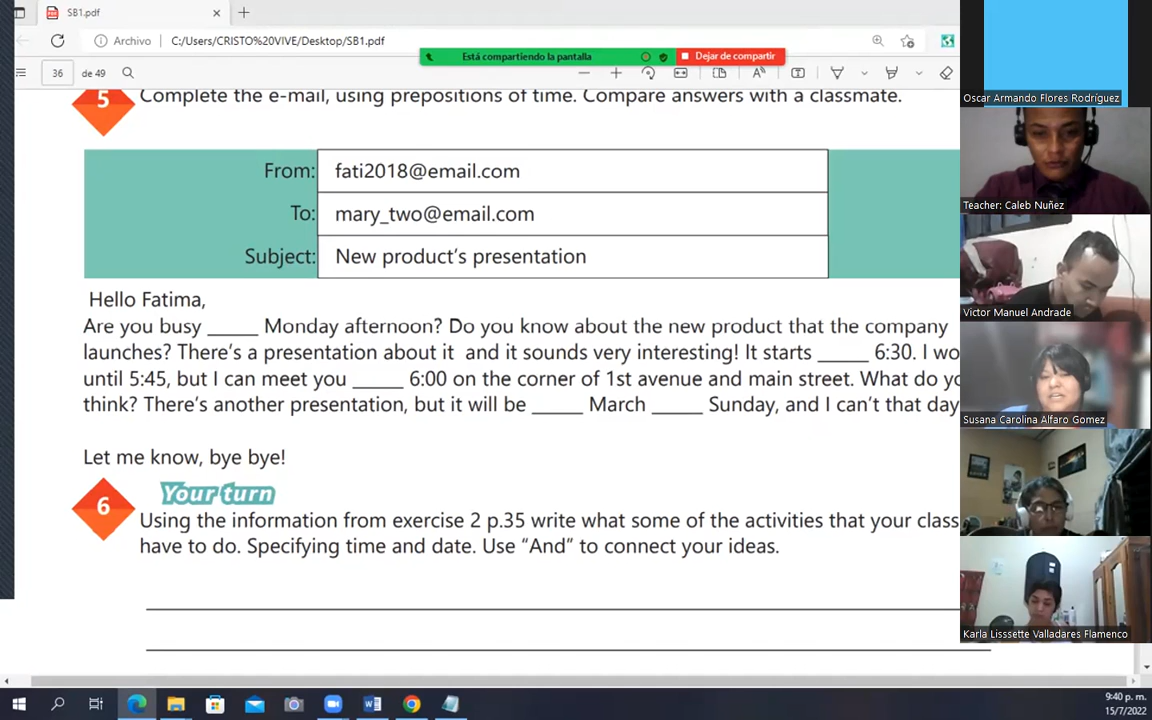 SB1.pdf
Archivo
C:/Users/CRISTO%20VIVE/Desktop/SB1.pdf
Está compartiendo la pantalla
Dejar de compartir
36
de 49
5
Complete the e-mail, using prepositions of time. Compare answers with a classmate.
From:
fati2018@email.com
To:
mary_two@email.com
Subject:
New product's presentation
Hello Fatima,
Are you busy _____ Monday afternoon? Do you know about the new product that the company
launches? There's a presentation about it and it sounds very interesting! It starts _____ 6:30. I wo
until 5:45, but I can meet you _____ 6:00 on the corner of 1st avenue and main street. What do yo
think? There's another presentation, but it will be _____ March _____ Sunday, and I can't that day
Let me know, bye bye!
Your turn
6
Using the information from exercise 2 p.35 write what some of the activities that your class
have to do. Specifying time and date. Use “And” to connect your ideas.
Oscar Armando Flores Rodríguez
Teacher: Caleb Nuñez
Victor Manuel Andrade
Susana Carolina Alfaro Gomez
Karla Lisssette Valladares Flamenco
9:40 p. m.
15/7/2022